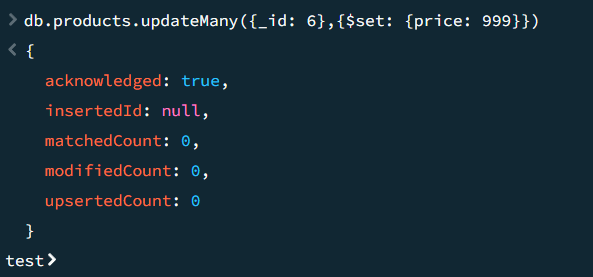 > db.products.updateMany({_id: 6},{$set: {price: 999}})
< {
acknowledged: true,
insertedId: null,
matchedCount: 0,
modifiedCount: 0,
upsertedCount: 0
}
test>